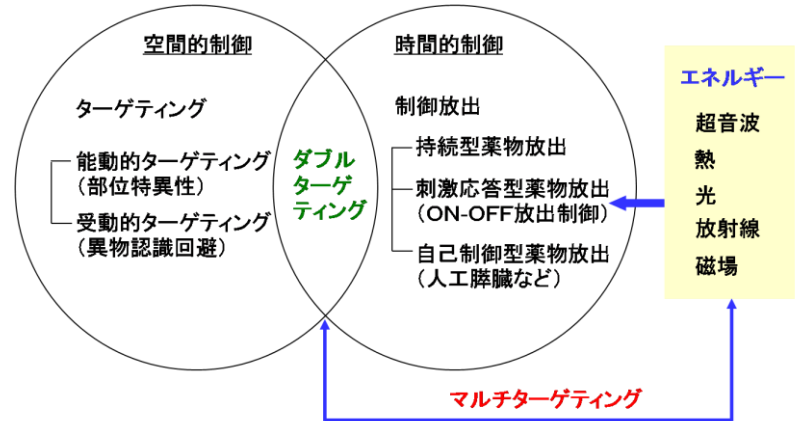 空間的制御
ターゲティング
能動的ターゲティング
(部位特異性)
受動的ターゲティング
(異物認識回避)
ダブル
ターゲ
ティング
時間的制御
制御放出
持続型薬物放出
刺激応答型薬物放出
(ON-OFF放出制御)
自己制御型薬物放出
(人工膵臓など)
エネルギー
超音波
熱
光
放射線
磁場
マルチターゲティング